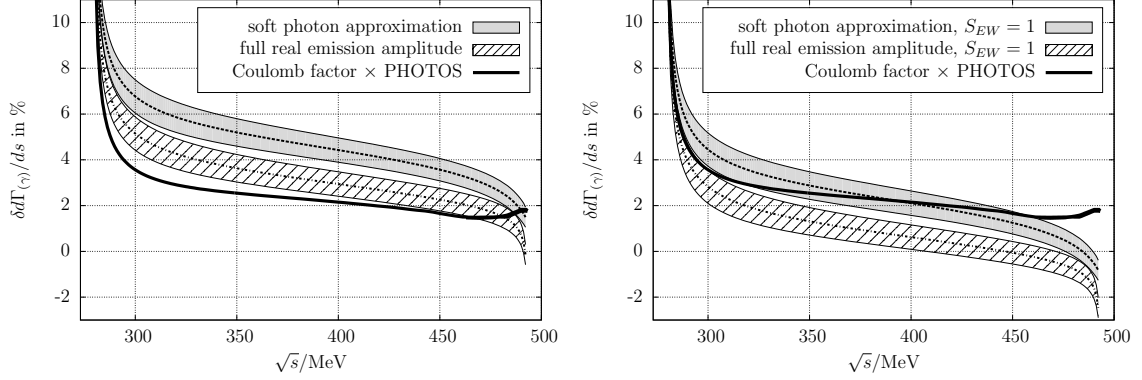 10
8
6
4
2
0
-2
δdΓ(γ)/ds in %
soft photon approximation
full real emission amplitude
Coulomb factor × PHOTOS
300 350 400 450 500
√s/MeV
10
8
6
4
2
0
-2
δdΓ(γ)/ds in %
soft photon approximation, S_EW = 1
full real emission amplitude, S_EW = 1
Coulomb factor × PHOTOS
300 350 400 450 500
√s/MeV